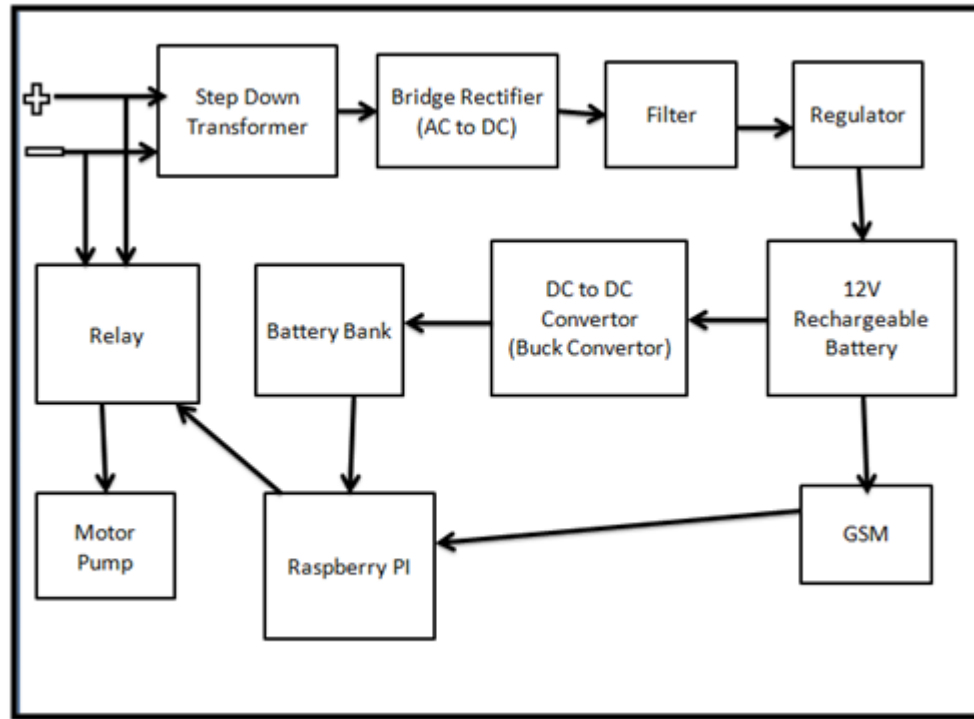 Step Down
Transformer
Bridge Rectifier
(AC to DC)
Filter
Regulator
Relay
Battery Bank
DC to DC
Convertor
(Buck Convertor)
12V
Rechargeable
Battery
Motor
Pump
Raspberry PI
GSM